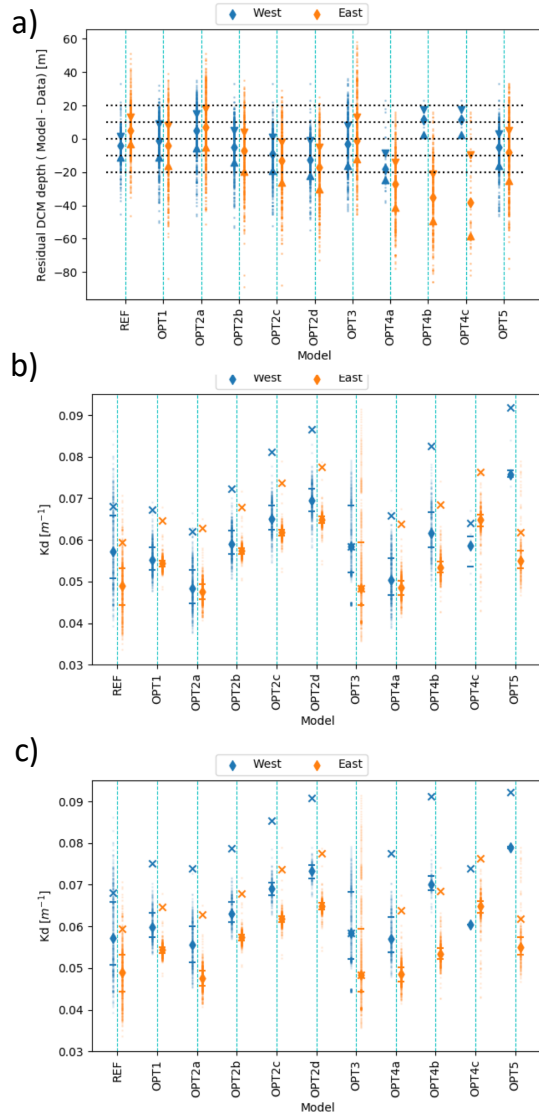 a)
West East
Residual DCM depth ( Model - Data) [m]
60
40
20
0
−20
−40
−60
−80
REF OPT1 OPT2a OPT2b OPT2c OPT2d OPT3 OPT4a OPT4b OPT4c OPT5
Model
b)
West East
Kd [m⁻¹]
0.09
0.08
0.07
0.06
0.05
0.04
0.03
REF OPT1 OPT2a OPT2b OPT2c OPT2d OPT3 OPT4a OPT4b OPT4c OPT5
Model
c)
West East
Kd [m⁻¹]
0.09
0.08
0.07
0.06
0.05
0.04
0.03
REF OPT1 OPT2a OPT2b OPT2c OPT2d OPT3 OPT4a OPT4b OPT4c OPT5
Model